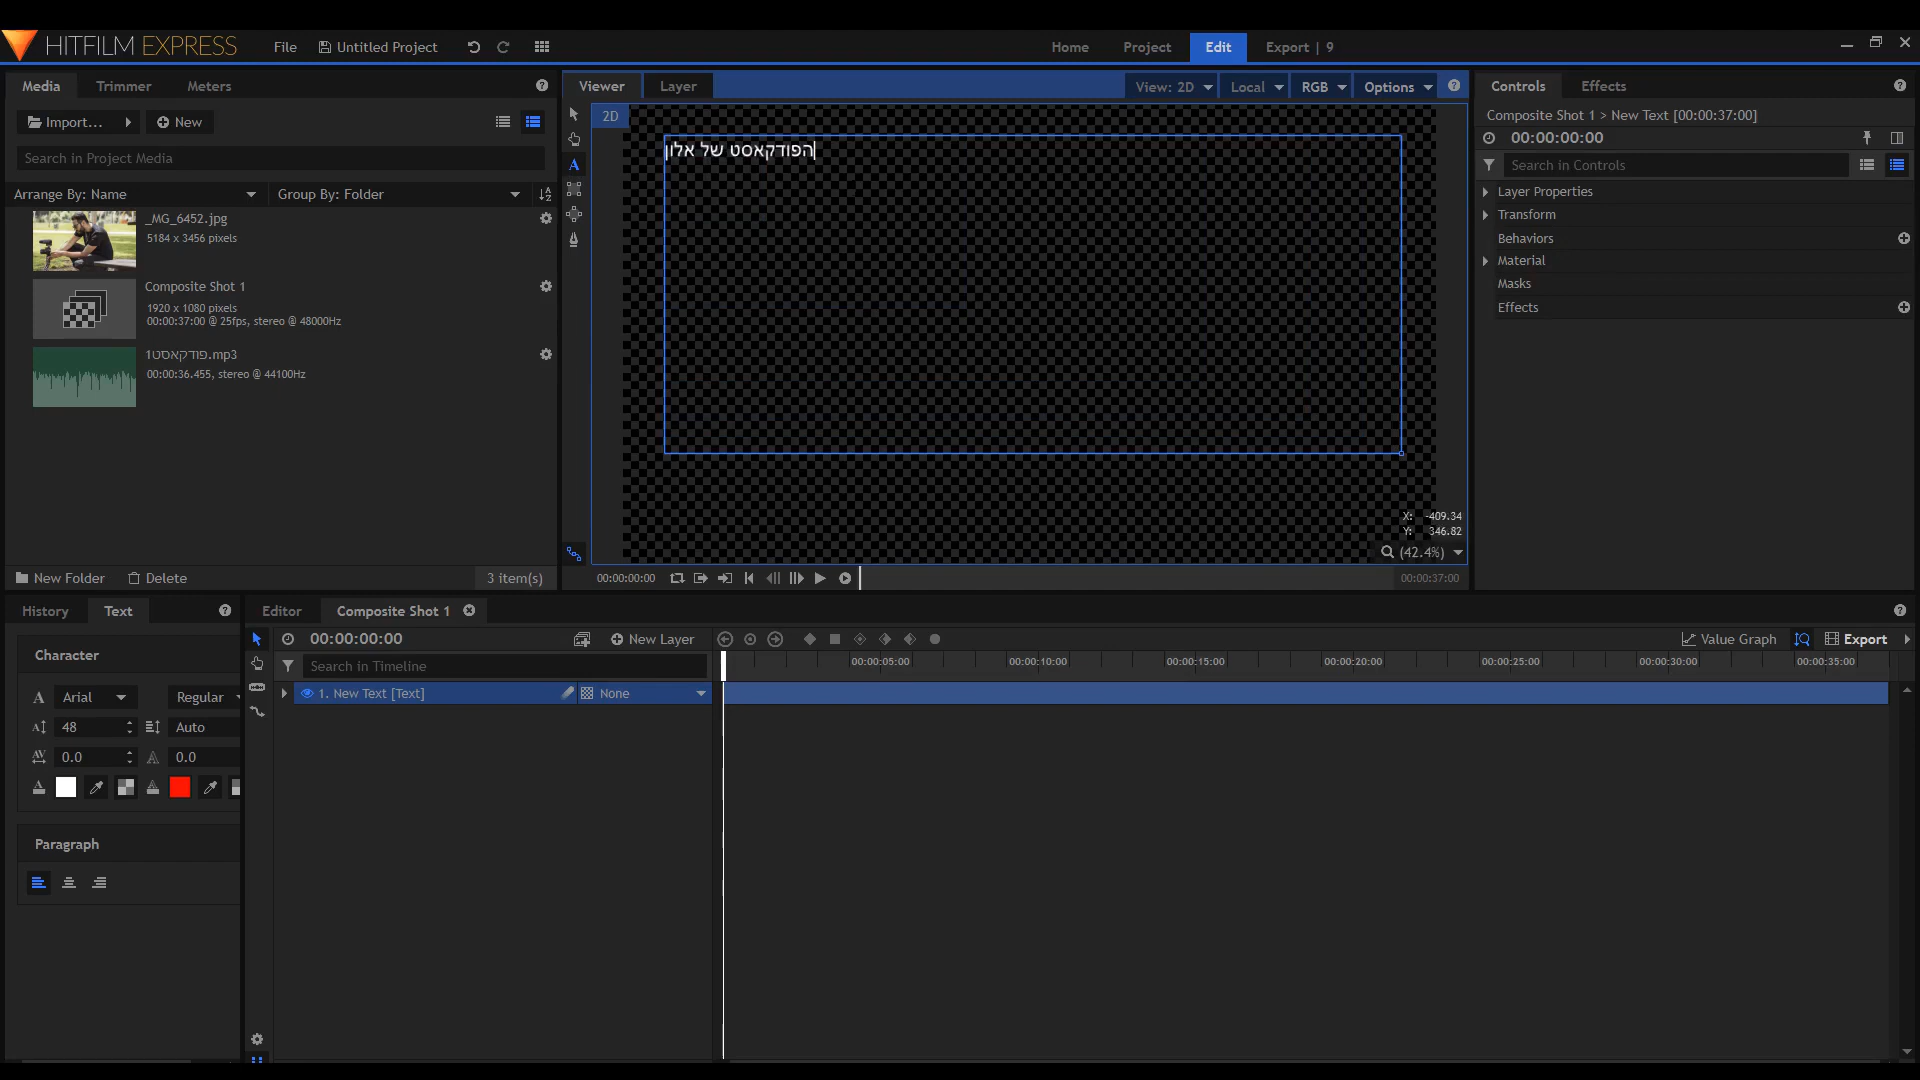 HITFILM EXPRESS
File
Untitled Project
Home
Project
Edit
Export | 9
Media
Trimmer
Meters
Import...
New
Search in Project Media
Arrange By: Name
Group By: Folder
_MG_6452.jpg
5184 x 3456 pixels
Composite Shot 1
1920 x 1080 pixels
00:00:37:00 @ 25fps, stereo @ 48000Hz
פודקאסט1.mp3
00:00:36.455, stereo @ 44100Hz
New Folder
Delete
3 item(s)
Viewer
Layer
View: 2D
Local
RGB
Options
2D
הפודקאסט של אלון
X: -409.34
Y: 346.82
(42.4%)
00:00:00:00
00:00:37:00
Controls
Effects
Composite Shot 1 > New Text [00:00:37:00]
00:00:00:00
Search in Controls
Layer Properties
Transform
Behaviors
Material
Masks
Effects
History
Text
Character
Arial
Regular
48
Auto
0.0
0.0
Paragraph
Editor
Composite Shot 1
00:00:00:00
New Layer
Value Graph
Export
Search in Timeline
00:00:05:00
00:00:10:00
00:00:15:00
00:00:20:00
00:00:25:00
00:00:30:00
00:00:35:00
1. New Text [Text]
None